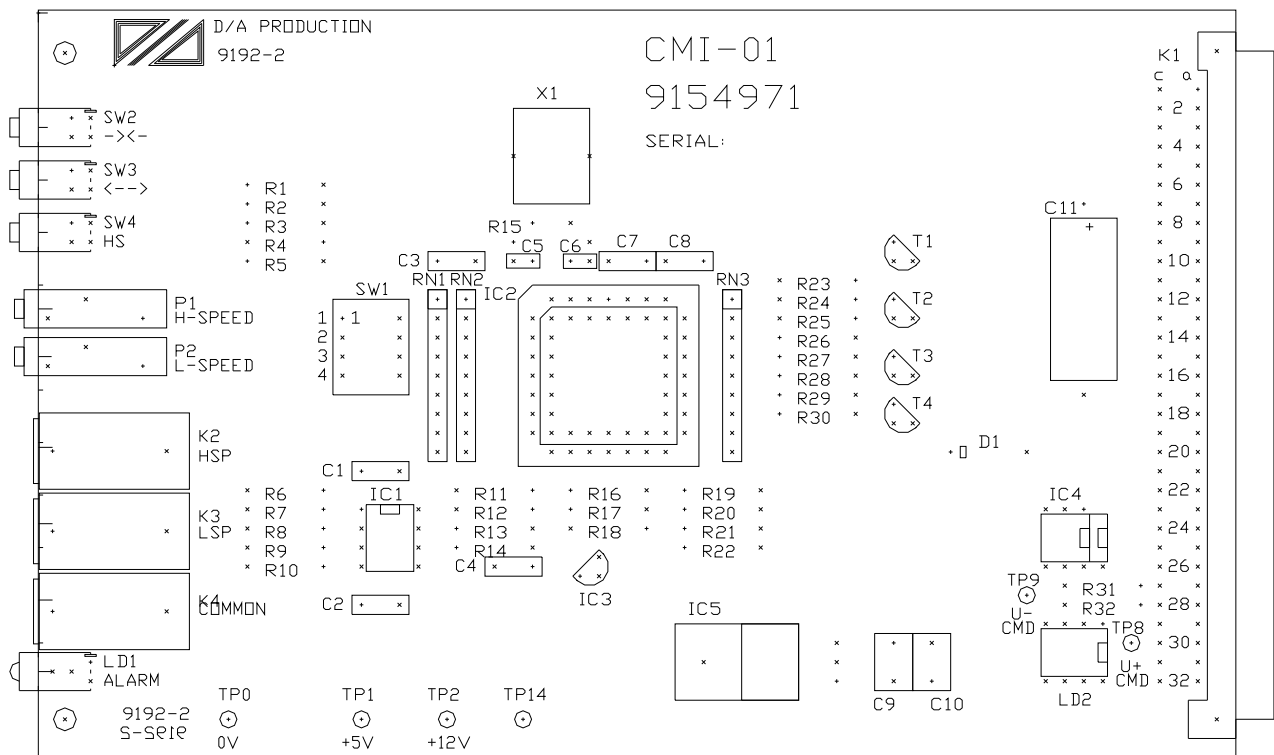 D/A PRODUCTION
9192-2
CMI-01
9154971
SERIAL:
K1
c a
X1
SW2
-><-
SW3
<-->
SW4
HS
R1
R2
R3
R4
R5
2
4
6
8
10
12
14
16
18
20
22
24
26
28
30
32
C11
R15
C3
C5
C6
C7
C8
RN1
RN2
IC2
RN3
T1
T2
T3
T4
P1
H-SPEED
P2
L-SPEED
SW1
1
1
2
3
4
R23
R24
R25
R26
R27
R28
R29
R30
D1
K2
HSP
K3
LSP
K4
COMMON
C1
IC1
C2
R6
R7
R8
R9
R10
R11
R12
R13
R14
C4
R16
R17
R18
IC3
R19
R20
R21
R22
IC4
TP9
U-
CMD
R31
R32
TP8
U+
CMD
LD2
IC5
C9
C10
LD1
ALARM
9192-2
9192-2
TP0
0V
TP1
+5V
TP2
+12V
TP14